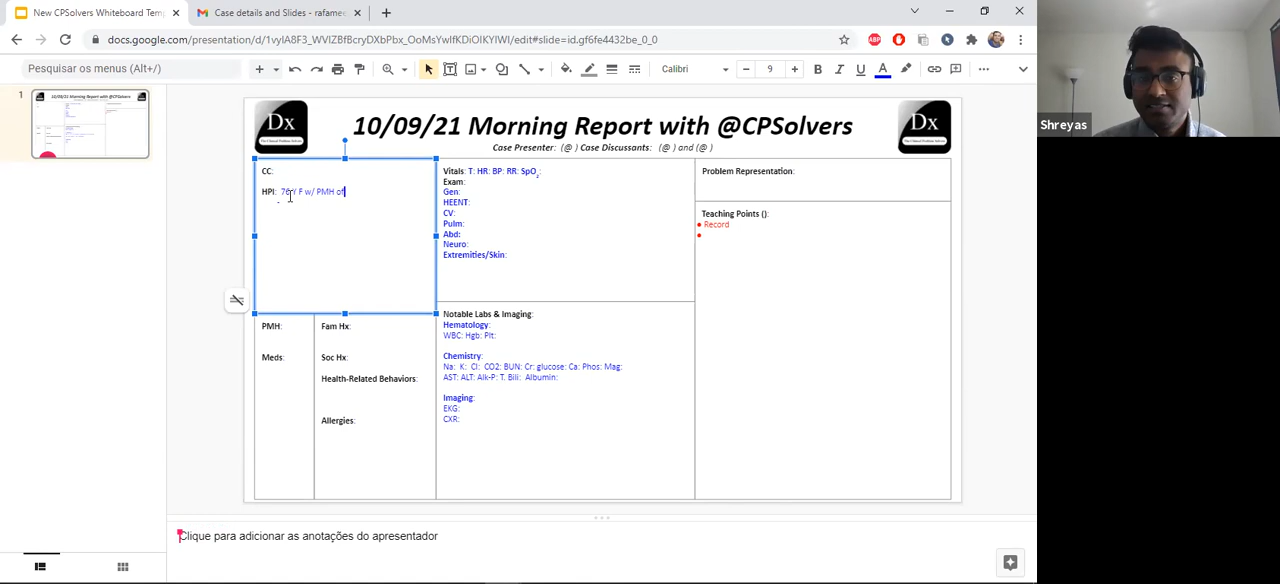 New CPSolvers Whiteboard Temp
Case details and Slides - rafamee
docs.google.com/presentation/d/1vyIA8F3_WVIZBfBcryDXbPbx_OoMsYwIfKDiOIKYIWI/edit#slide=id.gf6fe4432be_0_0
ABP
Pesquisar os menus (Alt+/)
Calibri
9
B I U A
1
Dx
10/09/21 Morning Report with @CPSolvers
Case Presenter: (@ ) Case Discussants: (@ ) and (@ )
Dx
CC:
HPI: 76 Y F w/ PMH of
PMH:
Meds:
Fam Hx:
Soc Hx:
Health-Related Behaviors:
Allergies:
Vitals: T: HR: BP: RR: SpO2:
Exam:
Gen:
HEENT:
CV:
Pulm:
Abd:
Neuro:
Extremities/Skin:
Notable Labs & Imaging:
Hematology:
WBC: Hgb: Plt:
Chemistry:
Na: K: Cl: CO2: BUN: Cr: glucose: Ca: Phos: Mag:
AST: ALT: Alk-P: T. Bili: Albumin:
Imaging:
EKG:
CXR:
Problem Representation:
Teaching Points ():
• Record
•
Clique para adicionar as anotações do apresentador
Shreyas